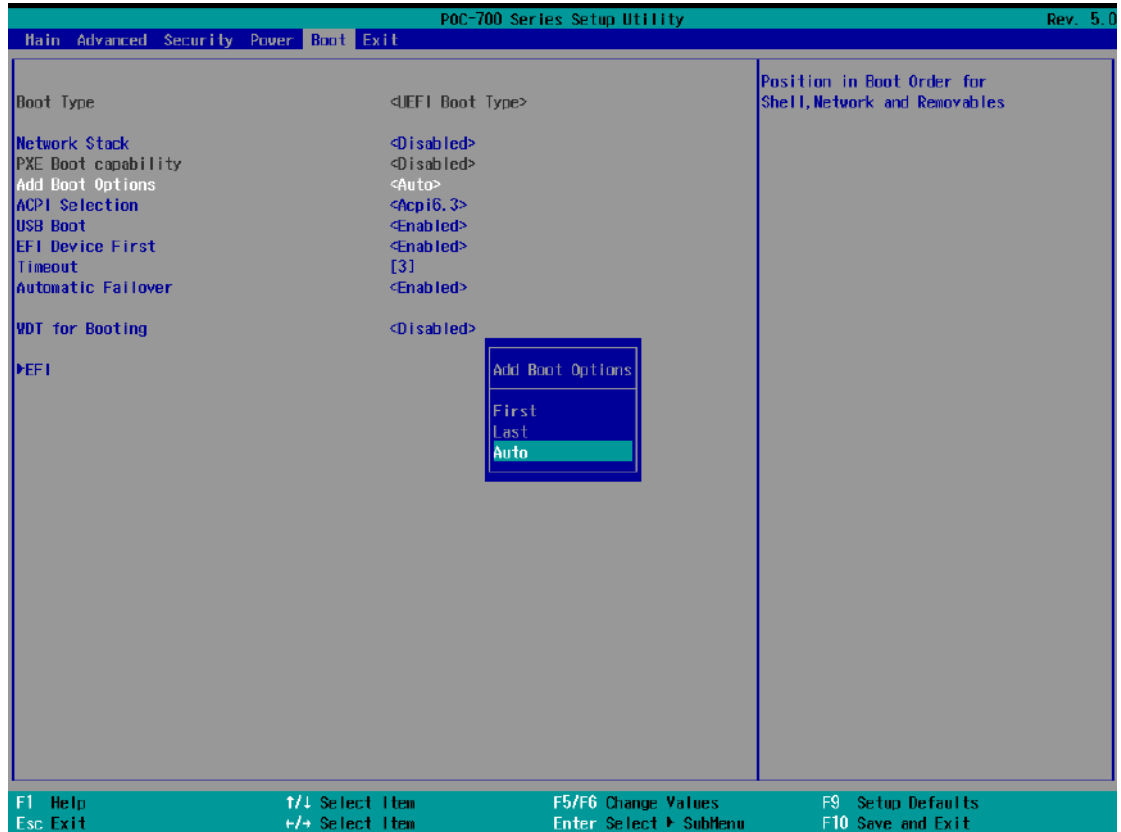 POC-700 Series Setup Utility Rev. 5.0
Main Advanced Security Power Boot Exit
Boot Type <UEFI Boot Type>
Network Stack <Disabled>
PXE Boot capability <Disabled>
Add Boot Options <Auto>
ACPI Selection <Acpi6.3>
USB Boot <Enabled>
EFI Device First <Enabled>
Timeout [3]
Automatic Failover <Enabled>
WDT for Booting <Disabled>
►EFI
Add Boot Options
First
Last
Auto
Position in Boot Order for
Shell,Network and Removables
F1 Help ↑/↓ Select Item F5/F6 Change Values F9 Setup Defaults
Esc Exit ←/→ Select Item Enter Select ► SubMenu F10 Save and Exit